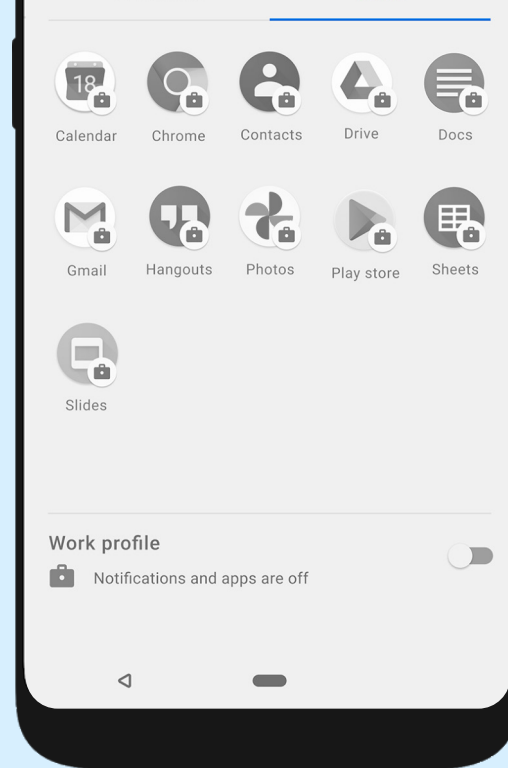 18
Calendar
Chrome
Contacts
Drive
Docs
Gmail
Hangouts
Photos
Play store
Sheets
Slides
Work profile
Notifications and apps are off